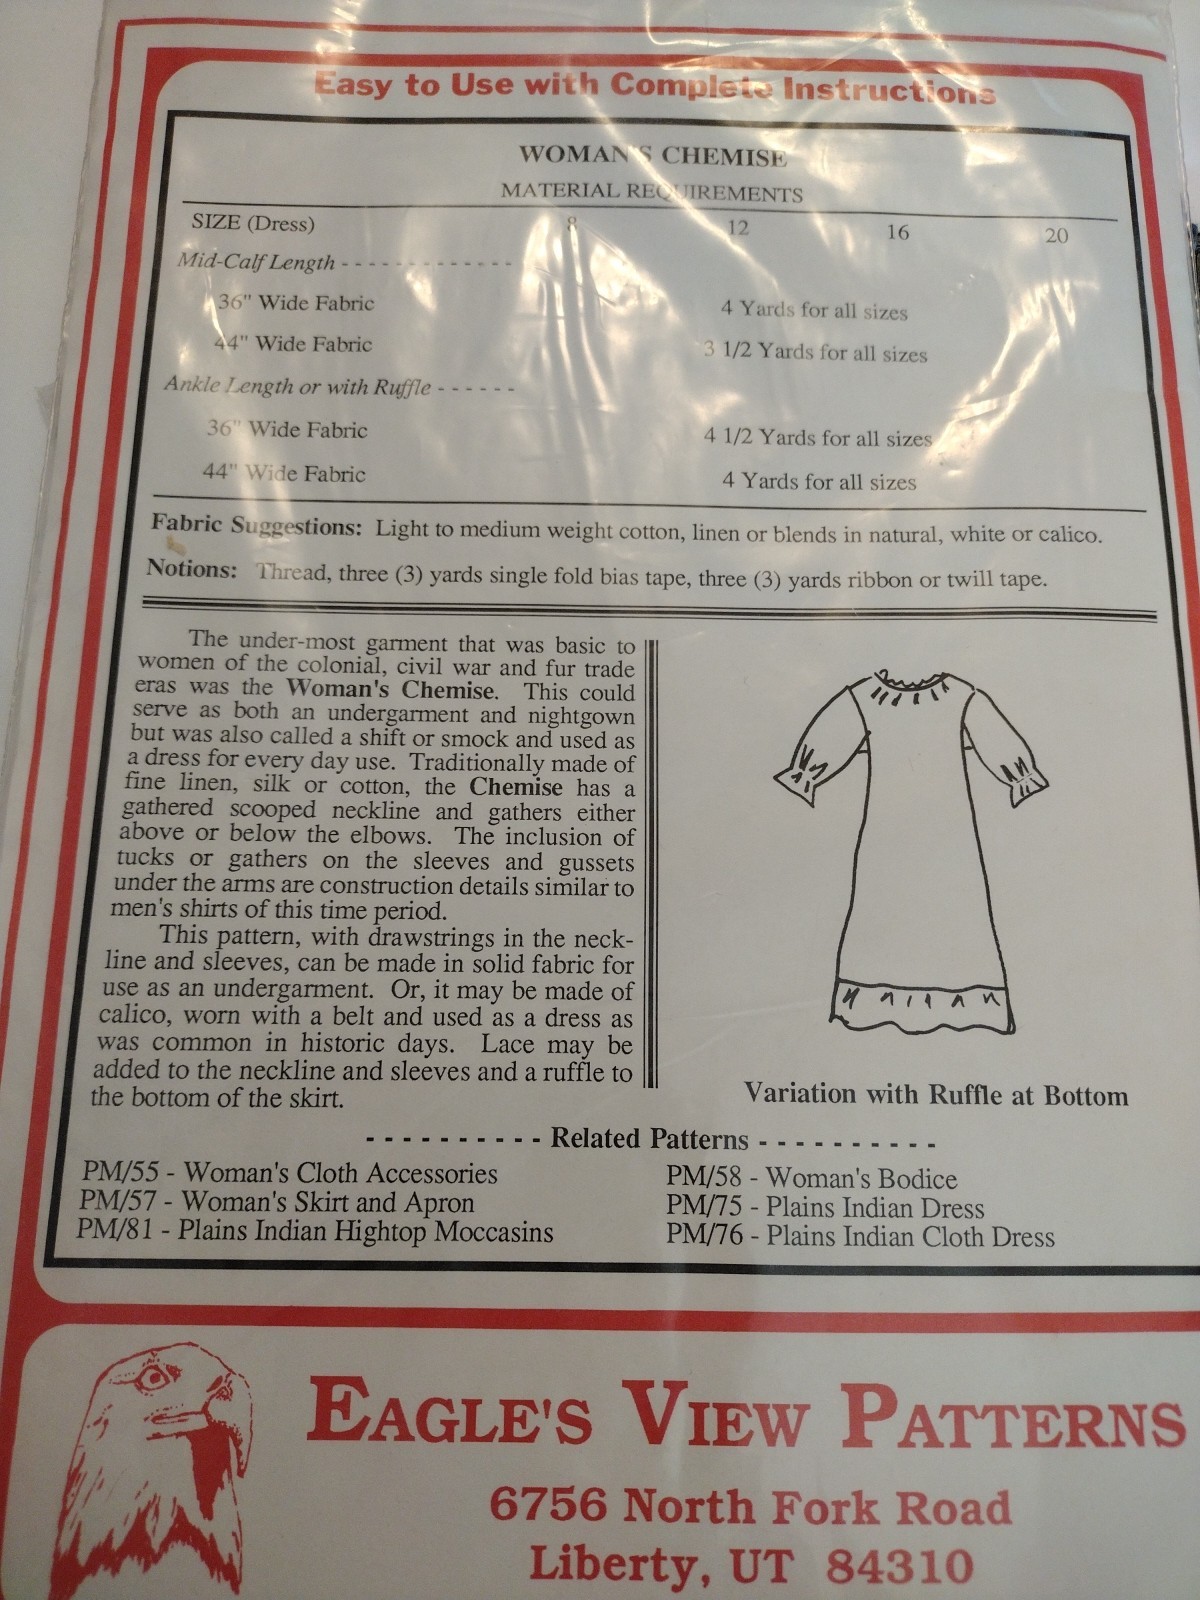 Easy to Use with Complete Instructions
WOMAN'S CHEMISE
MATERIAL REQUIREMENTS
SIZE (Dress) 8 12 16 20
Mid-Calf Length - - - - - - - - - - - - -
36" Wide Fabric 4 Yards for all sizes
44" Wide Fabric 3 1/2 Yards for all sizes
Ankle Length or with Ruffle - - - - - -
36" Wide Fabric 4 1/2 Yards for all sizes
44" Wide Fabric 4 Yards for all sizes
Fabric Suggestions: Light to medium weight cotton, linen or blends in natural, white or calico.
Notions: Thread, three (3) yards single fold bias tape, three (3) yards ribbon or twill tape.
The under-most garment that was basic to
women of the colonial, civil war and fur trade
eras was the Woman's Chemise. This could
serve as both an undergarment and nightgown
but was also called a shift or smock and used as
a dress for every day use. Traditionally made of
fine linen, silk or cotton, the Chemise has a
gathered scooped neckline and gathers either
above or below the elbows. The inclusion of
tucks or gathers on the sleeves and gussets
under the arms are construction details similar to
men's shirts of this time period.
This pattern, with drawstrings in the neck-
line and sleeves, can be made in solid fabric for
use as an undergarment. Or, it may be made of
calico, worn with a belt and used as a dress as
was common in historic days. Lace may be
added to the neckline and sleeves and a ruffle to
the bottom of the skirt.
Variation with Ruffle at Bottom
- - - - - - - - - - Related Patterns - - - - - - - - - -
PM/55 - Woman's Cloth Accessories
PM/57 - Woman's Skirt and Apron
PM/81 - Plains Indian Hightop Moccasins
PM/58 - Woman's Bodice
PM/75 - Plains Indian Dress
PM/76 - Plains Indian Cloth Dress
EAGLE'S VIEW PATTERNS
6756 North Fork Road
Liberty, UT 84310